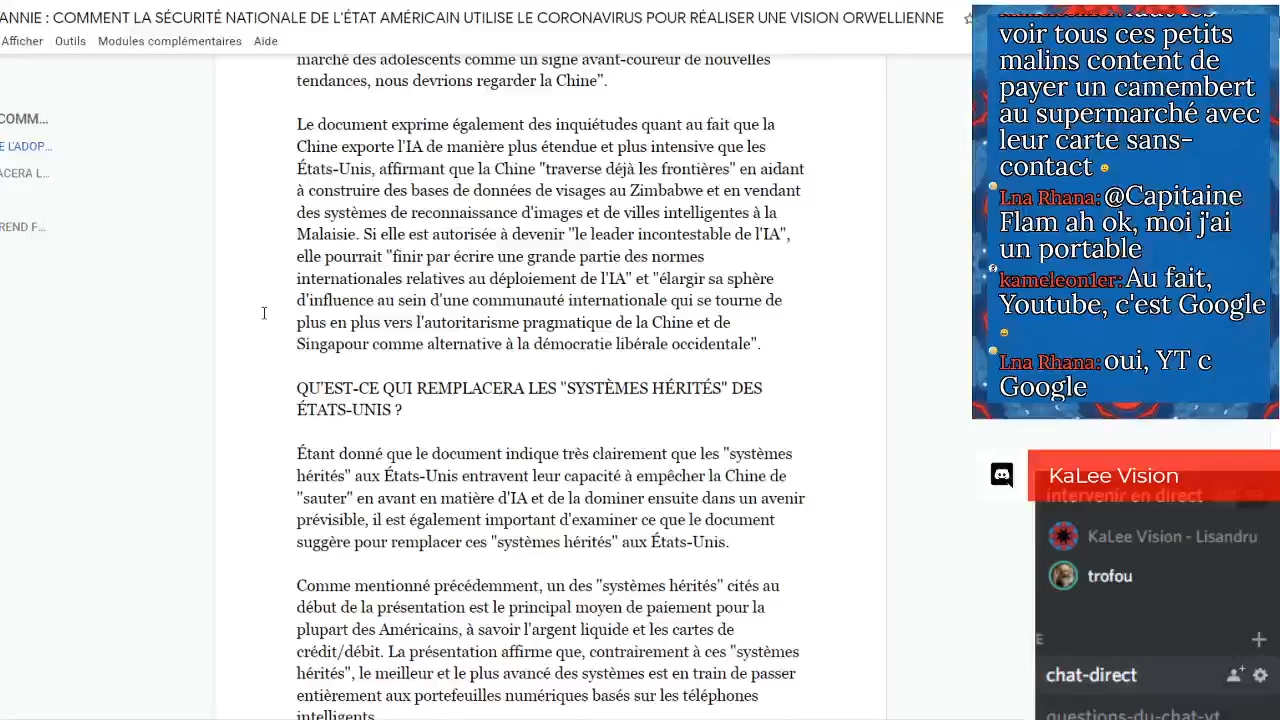 ANNIE : COMMENT LA SÉCURITÉ NATIONALE DE L'ÉTAT AMÉRICAIN UTILISE LE CORONAVIRUS POUR RÉALISER UNE VISION ORWELLIENNE
Afficher Outils Modules complémentaires Aide
COMM...
E L'ADOP...
ACERA L...
REND F...
marché des adolescents comme un signe avant-coureur de nouvelles
tendances, nous devrions regarder la Chine".
Le document exprime également des inquiétudes quant au fait que la
Chine exporte l'IA de manière plus étendue et plus intensive que les
États-Unis, affirmant que la Chine "traverse déjà les frontières" en aidant
à construire des bases de données de visages au Zimbabwe et en vendant
des systèmes de reconnaissance d'images et de villes intelligentes à la
Malaisie. Si elle est autorisée à devenir "le leader incontestable de l'IA",
elle pourrait "finir par écrire une grande partie des normes
internationales relatives au déploiement de l'IA" et "élargir sa sphère
d'influence au sein d'une communauté internationale qui se tourne de
plus en plus vers l'autoritarisme pragmatique de la Chine et de
Singapour comme alternative à la démocratie libérale occidentale".
QU'EST-CE QUI REMPLACERA LES "SYSTÈMES HÉRITÉS" DES
ÉTATS-UNIS ?
Étant donné que le document indique très clairement que les "systèmes
hérités" aux États-Unis entravent leur capacité à empêcher la Chine de
"sauter" en avant en matière d'IA et de la dominer ensuite dans un avenir
prévisible, il est également important d'examiner ce que le document
suggère pour remplacer ces "systèmes hérités" aux États-Unis.
Comme mentionné précédemment, un des "systèmes hérités" cités au
début de la présentation est le principal moyen de paiement pour la
plupart des Américains, à savoir l'argent liquide et les cartes de
crédit/débit. La présentation affirme que, contrairement à ces "systèmes
hérités", le meilleur et le plus avancé des systèmes est en train de passer
entièrement aux portefeuilles numériques basés sur les téléphones
intelligents.
kameleon1er: faut les
voir tous ces petits
malins content de
payer un camembert
au supermarché avec
leur carte sans-
contact
Lna Rhana: @Capitaine
Flam ah ok, moi j'ai
un portable
kameleon1er: Au fait,
Youtube, c'est Google
Lna Rhana: oui, YT c
Google
KaLee Vision
intervenir en direct
KaLee Vision - Lisandru
trofou
E
chat-direct
questions-du-chat-yt